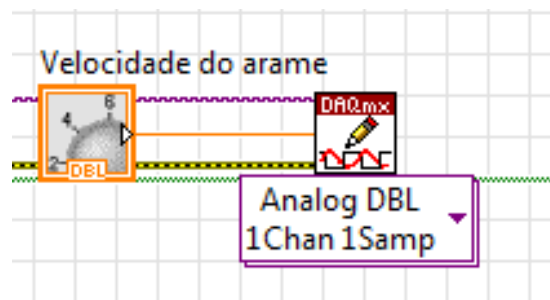 Velocidade do arame
6
4
2
DBL
DAQmx
Analog DBL
1Chan 1Samp